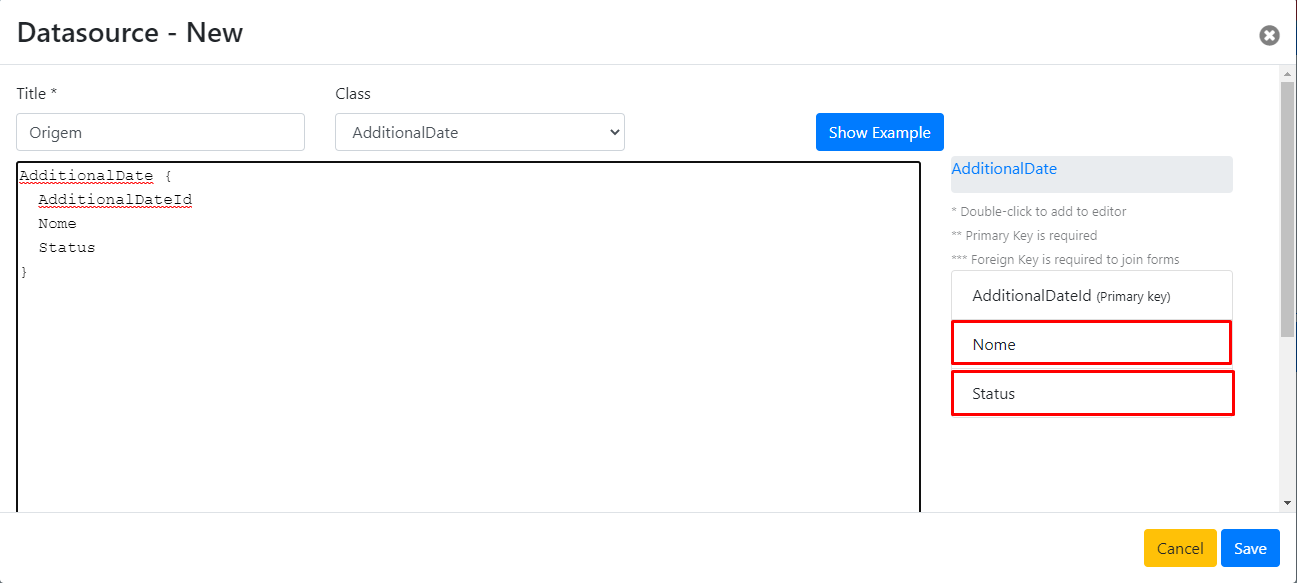 Datasource - New
Title *
Class
Origem
AdditionalDate
Show Example
AdditionalDate {
AdditionalDateId
Nome
Status
}
AdditionalDate
* Double-click to add to editor
** Primary Key is required
*** Foreign Key is required to join forms
AdditionalDateId (Primary key)
Nome
Status
Cancel
Save